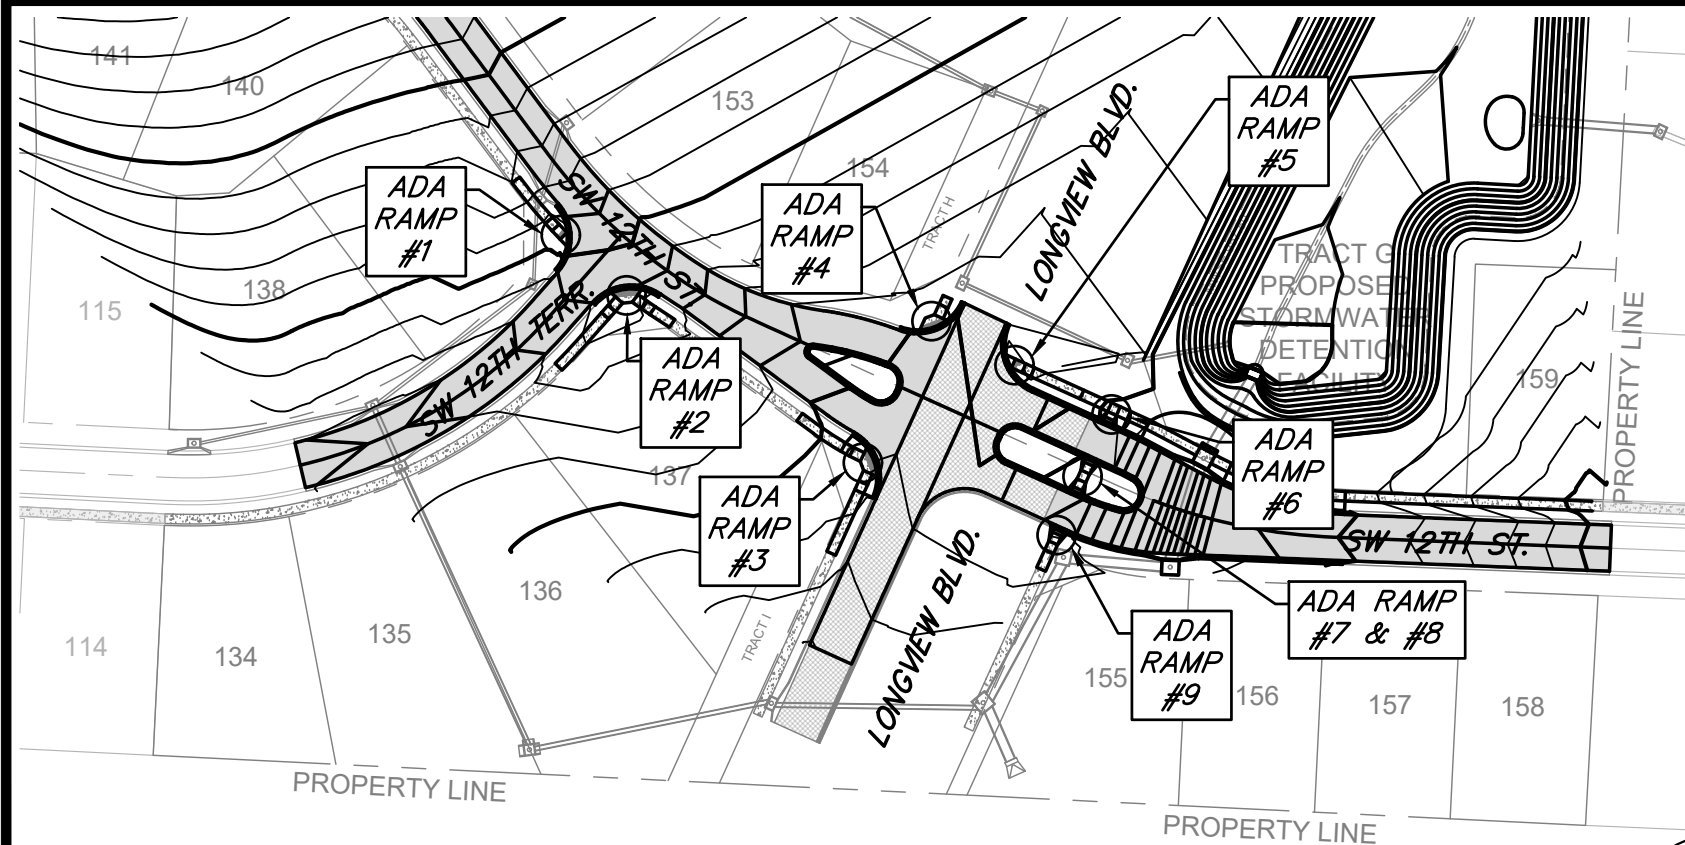 141
140
153
154
ADA
RAMP
#1
ADA
RAMP
#4
ADA
RAMP
#5
SW 12TH ST.
LONGVIEW BLVD.
TRACT H
TRACT G
PROPOSED
STORMWATER
DETENTION
FACILITY
115
138
SW 12TH TERR.
ADA
RAMP
#2
159
PROPERTY LINE
137
ADA
RAMP
#3
ADA
RAMP
#6
SW 12TH ST.
136
LONGVIEW BLVD.
TRACT I
ADA RAMP
#7 & #8
ADA
RAMP
#9
114
134
135
155
156
157
158
PROPERTY LINE
PROPERTY LINE